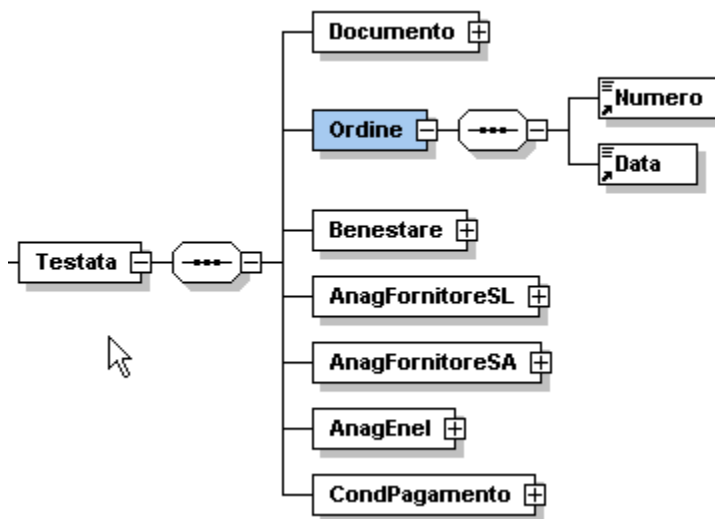 Documento
Ordine
Numero
Data
Testata
Benestare
AnagFornitoreSL
AnagFornitoreSA
AnagEnel
CondPagamento